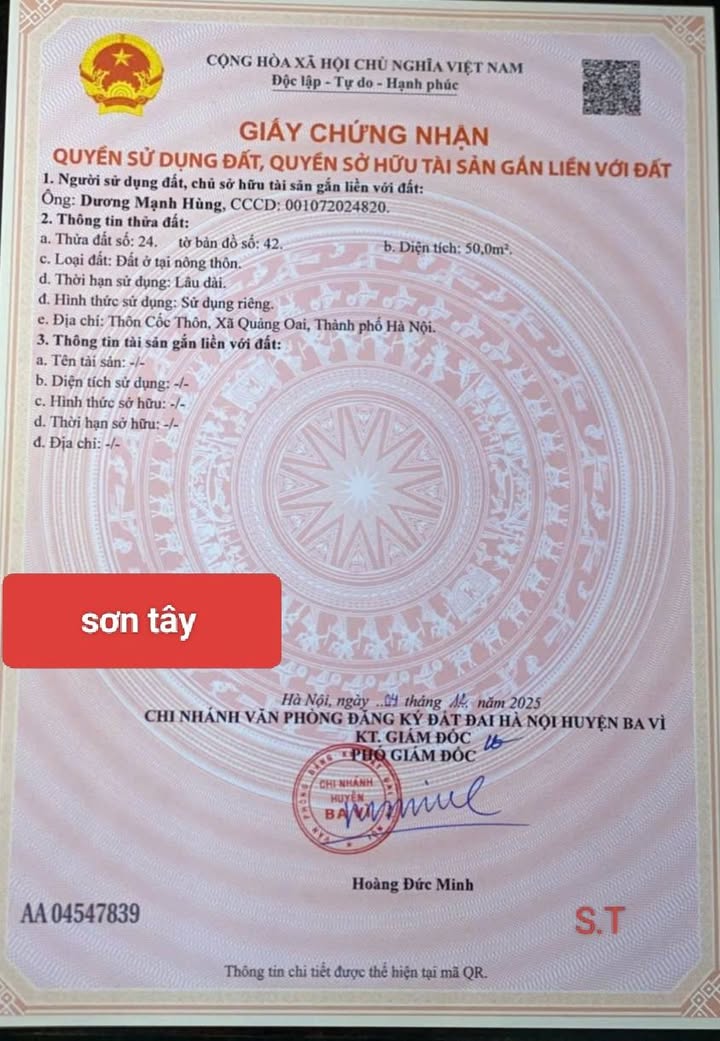 CỘNG HÒA XÃ HỘI CHỦ NGHĨA VIỆT NAM
Độc lập - Tự do - Hạnh phúc
GIẤY CHỨNG NHẬN
QUYỀN SỬ DỤNG ĐẤT, QUYỀN SỞ HỮU TÀI SẢN GẮN LIỀN VỚI ĐẤT
1. Người sử dụng đất, chủ sở hữu tài sản gắn liền với đất:
Ông: Dương Mạnh Hùng, CCCD: 001072024820.
2. Thông tin thửa đất:
a. Thửa đất số: 24. tờ bản đồ số: 42. b. Diện tích: 50,0m².
c. Loại đất: Đất ở tại nông thôn.
d. Thời hạn sử dụng: Lâu dài.
đ. Hình thức sử dụng: Sử dụng riêng.
e. Địa chỉ: Thôn Cốc Thôn, Xã Quảng Oai, Thành phố Hà Nội.
3. Thông tin tài sản gắn liền với đất:
a. Tên tài sản: -/-
b. Diện tích sử dụng: -/-
c. Hình thức sở hữu: -/-
d. Thời hạn sở hữu: -/-
đ. Địa chỉ: -/-
sơn tây
Hà Nội, ngày ..04 tháng 12. năm 2025
CHI NHÁNH VĂN PHÒNG ĐĂNG KÝ ĐẤT ĐAI HÀ NỘI HUYỆN BA VÌ
KT. GIÁM ĐỐC
PHÓ GIÁM ĐỐC
CHI NHÁNH
HUYỆN
BA VÌ
Hoàng Đức Minh
AA 04547839
S.T
Thông tin chi tiết được thể hiện tại mã QR.